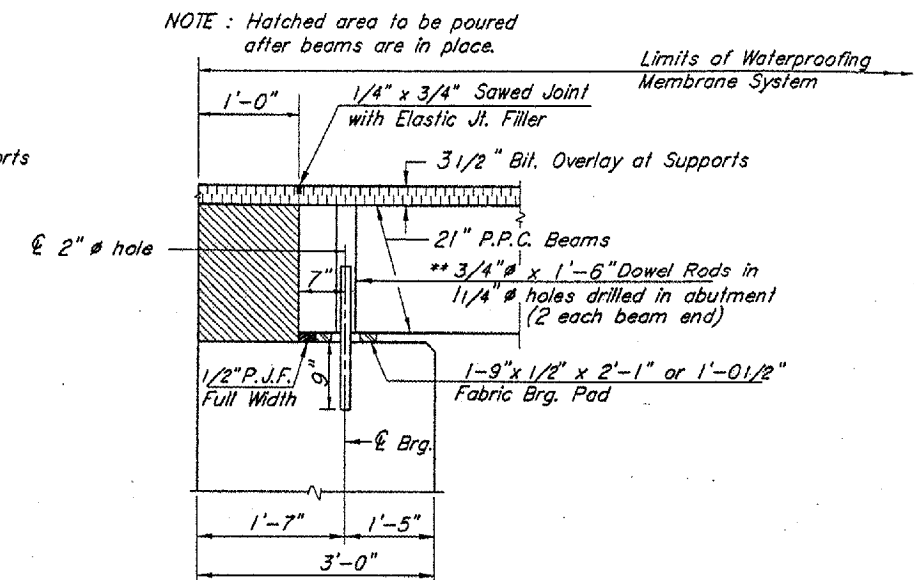 NOTE : Hatched area to be poured
after beams are in place.
Limits of Waterproofing
Membrane System
1'-0"
1/4" x 3/4" Sawed Joint
with Elastic Jt. Filler
orts
3 1/2" Bit. Overlay at Supports
℄ 2" ø hole
21" P.P.C. Beams
7"
** 3/4"ø x 1'-6" Dowel Rods in
1 1/4" ø holes drilled in abutment
(2 each beam end)
1/2" P.J.F.
Full Width
9"
1-9" x 1/2" x 2'-1" or 1'-0 1/2"
Fabric Brg. Pad
℄ Brg.
1'-7"
1'-5"
3'-0"